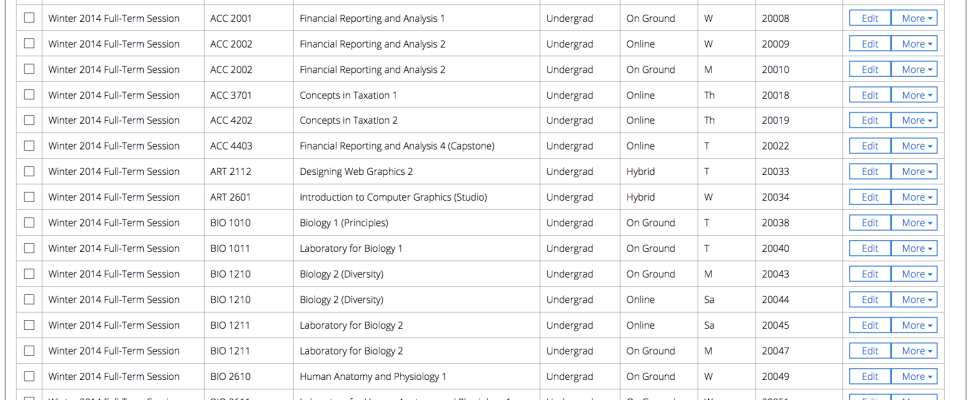 Winter 2014 Full-Term Session ACC 2001 Financial Reporting and Analysis 1 Undergrad On Ground W 20008 Edit More
Winter 2014 Full-Term Session ACC 2002 Financial Reporting and Analysis 2 Undergrad Online W 20009 Edit More
Winter 2014 Full-Term Session ACC 2002 Financial Reporting and Analysis 2 Undergrad On Ground M 20010 Edit More
Winter 2014 Full-Term Session ACC 3701 Concepts in Taxation 1 Undergrad Online Th 20018 Edit More
Winter 2014 Full-Term Session ACC 4202 Concepts in Taxation 2 Undergrad Online Th 20019 Edit More
Winter 2014 Full-Term Session ACC 4403 Financial Reporting and Analysis 4 (Capstone) Undergrad Online T 20022 Edit More
Winter 2014 Full-Term Session ART 2112 Designing Web Graphics 2 Undergrad Hybrid T 20033 Edit More
Winter 2014 Full-Term Session ART 2601 Introduction to Computer Graphics (Studio) Undergrad Hybrid W 20034 Edit More
Winter 2014 Full-Term Session BIO 1010 Biology 1 (Principles) Undergrad On Ground T 20038 Edit More
Winter 2014 Full-Term Session BIO 1011 Laboratory for Biology 1 Undergrad On Ground T 20040 Edit More
Winter 2014 Full-Term Session BIO 1210 Biology 2 (Diversity) Undergrad On Ground M 20043 Edit More
Winter 2014 Full-Term Session BIO 1210 Biology 2 (Diversity) Undergrad Online Sa 20044 Edit More
Winter 2014 Full-Term Session BIO 1211 Laboratory for Biology 2 Undergrad Online Sa 20045 Edit More
Winter 2014 Full-Term Session BIO 1211 Laboratory for Biology 2 Undergrad On Ground M 20047 Edit More
Winter 2014 Full-Term Session BIO 2610 Human Anatomy and Physiology 1 Undergrad On Ground W 20049 Edit More